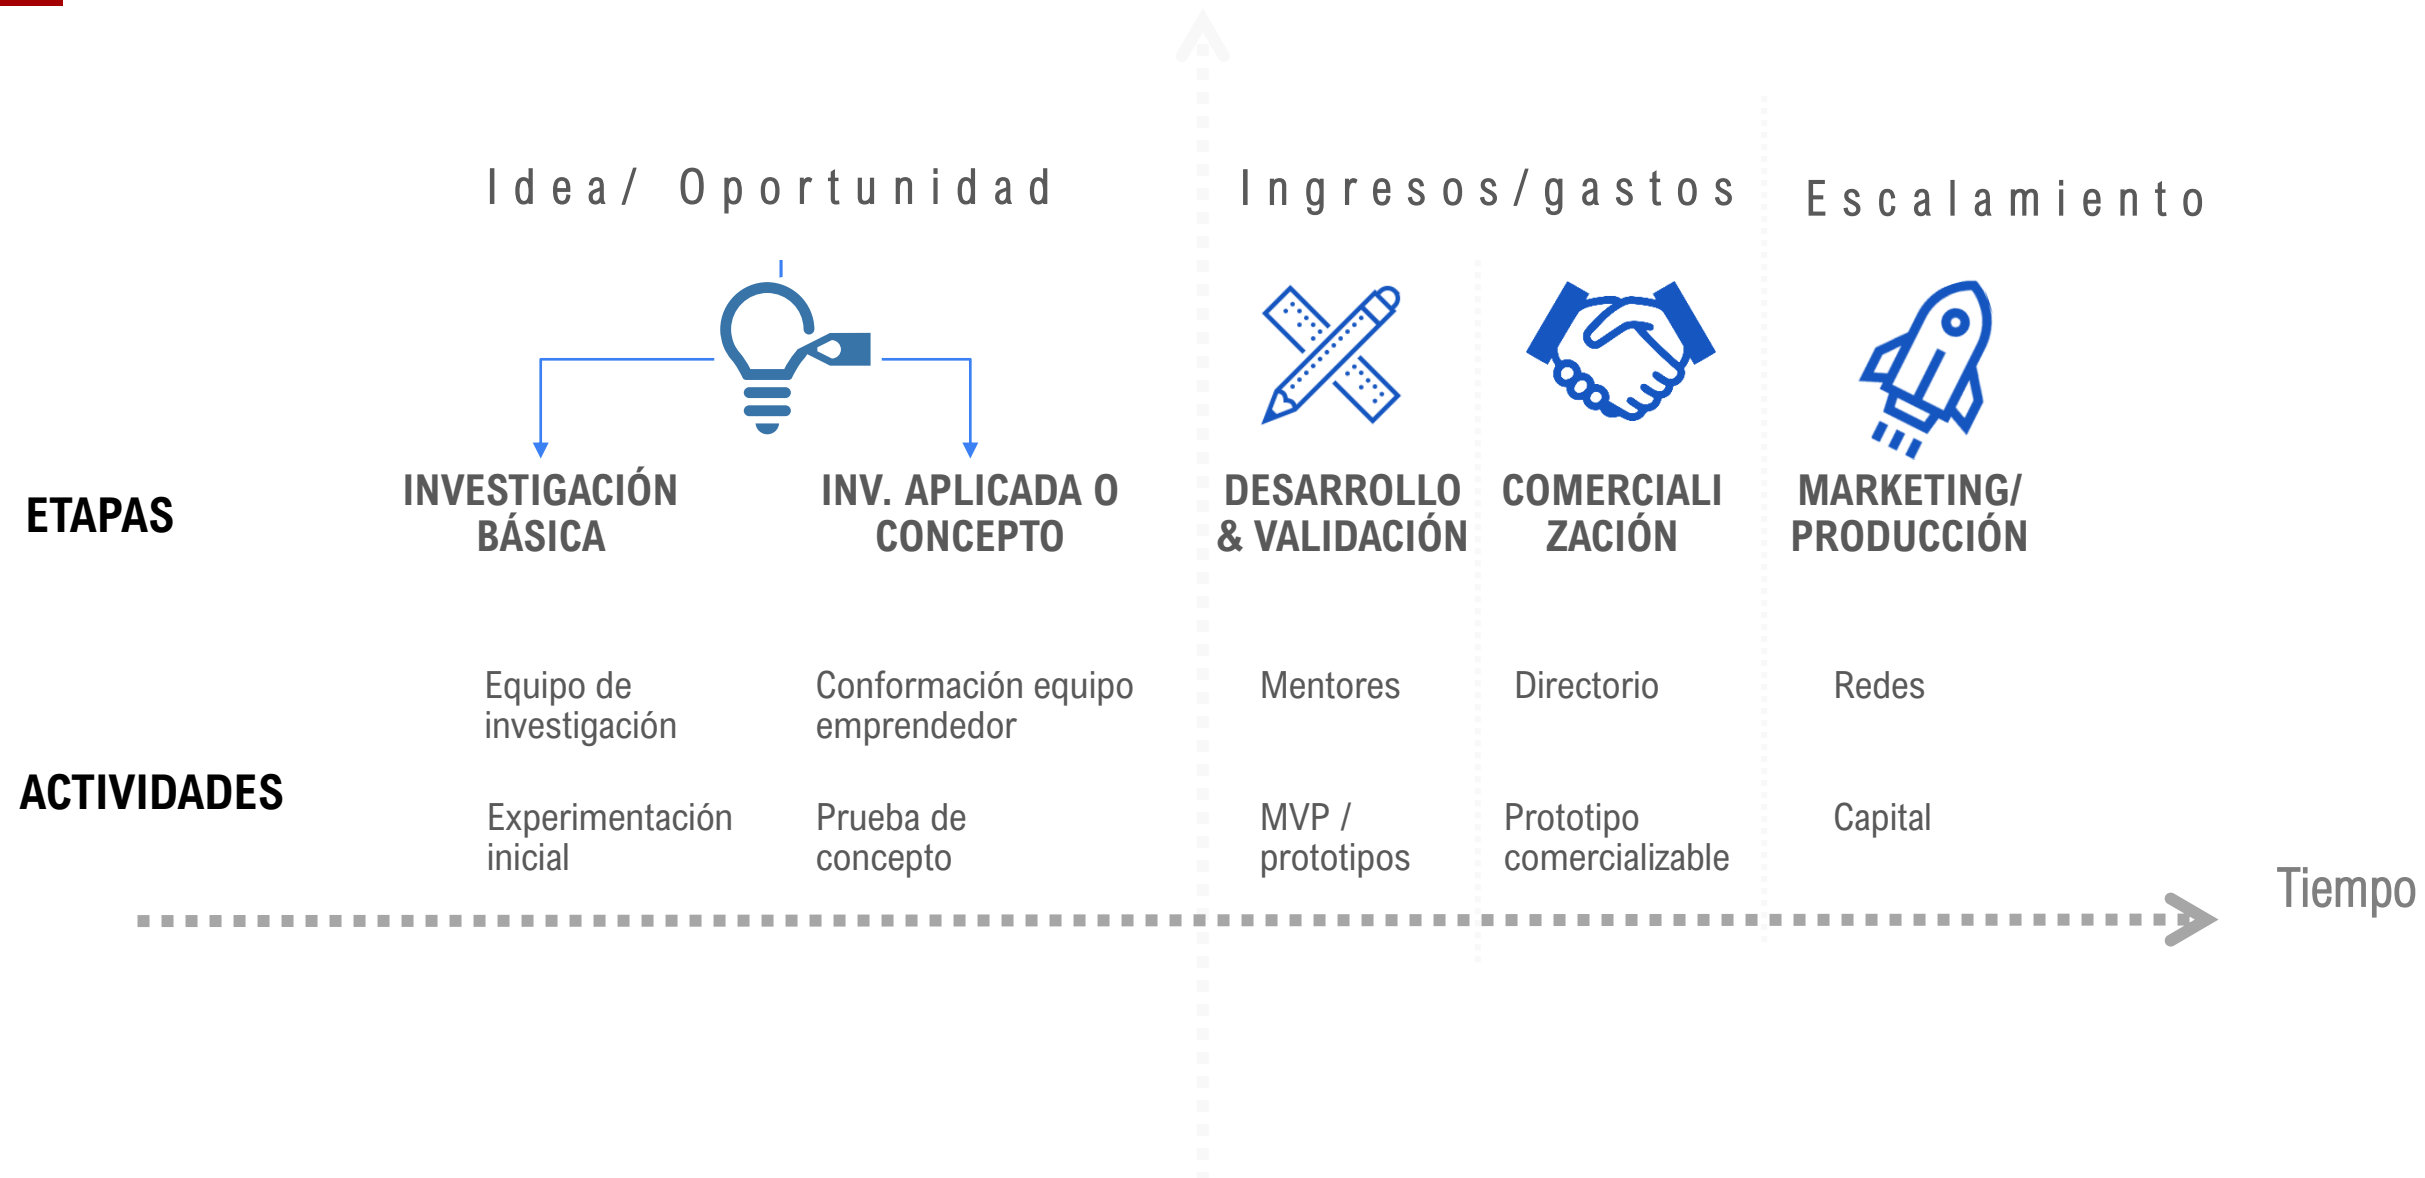 Idea/ Oportunidad
Ingresos/gastos
Escalamiento
ETAPAS
INVESTIGACIÓN
BÁSICA
INV. APLICADA O
CONCEPTO
DESARROLLO
& VALIDACIÓN
COMERCIALI
ZACIÓN
MARKETING/
PRODUCCIÓN
ACTIVIDADES
Equipo de
investigación
Conformación equipo
emprendedor
Mentores
Directorio
Redes
Experimentación
inicial
Prueba de
concepto
MVP /
prototipos
Prototipo
comercializable
Capital
Tiempo